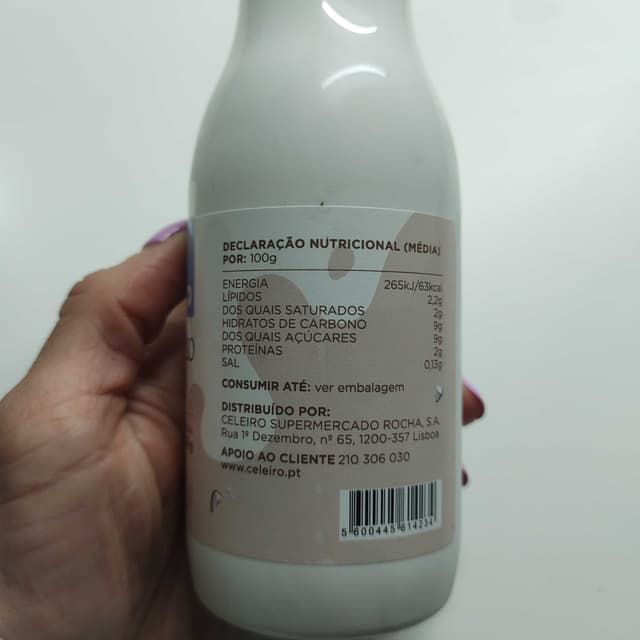 DECLARAÇÃO NUTRICIONAL (MÉDIA)
POR: 100g
ENERGIA 265kJ/63kcal
LÍPIDOS 2,2g
DOS QUAIS SATURADOS 2g
HIDRATOS DE CARBONO 9g
DOS QUAIS AÇÚCARES 9g
PROTEÍNAS 2g
SAL 0,13g
CONSUMIR ATÉ: ver embalagem
DISTRIBUÍDO POR:
CELEIRO SUPERMERCADO ROCHA, S.A.
Rua 1º Dezembro, nº 65, 1200-357 Lisboa
APOIO AO CLIENTE 210 306 030
www.celeiro.pt
5 600445 614234